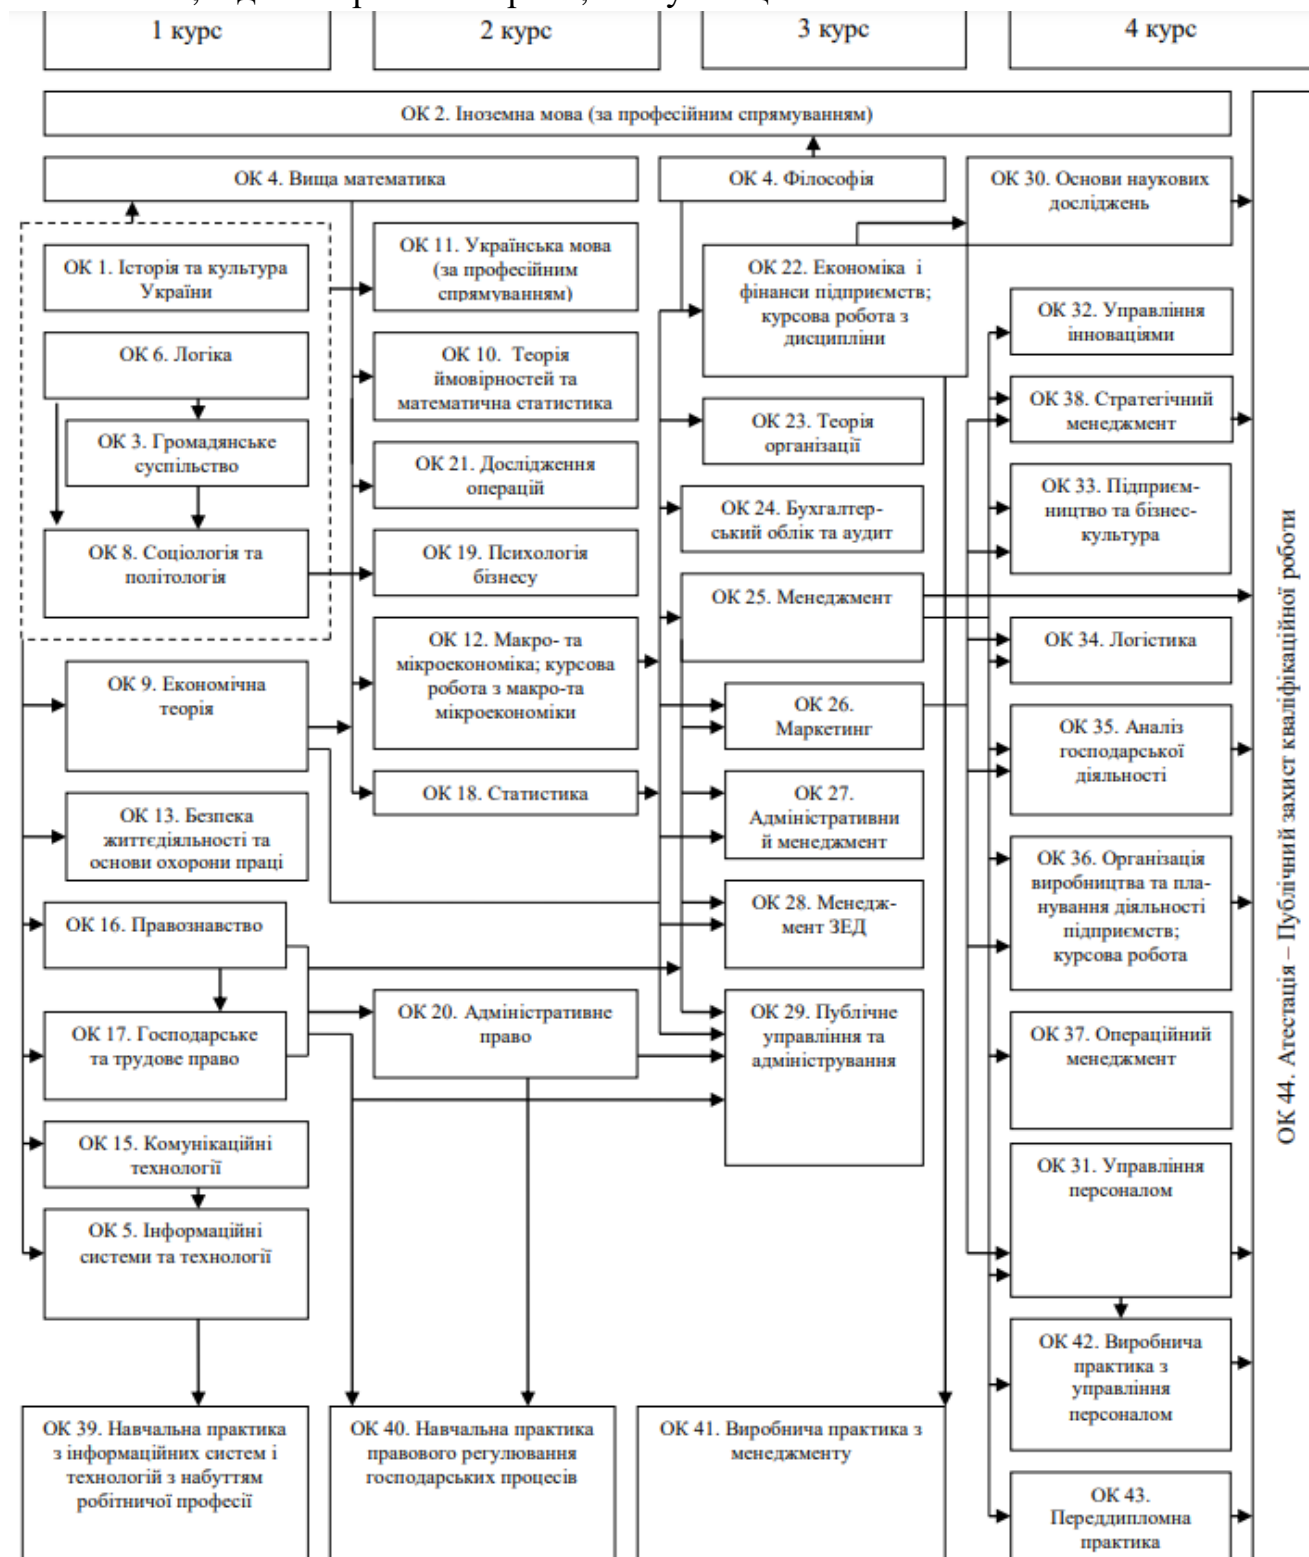 1 курс
2 курс
3 курс
4 курс
ОК 2. Іноземна мова (за професійним спрямуванням)
ОК 4. Вища математика
ОК 4. Філософія
ОК 30. Основи наукових
досліджень
ОК 1. Історія та культура
України
ОК 6. Логіка
ОК 3. Громадянське
суспільство
ОК 8. Соціологія та
політологія
ОК 9. Економічна
теорія
ОК 13. Безпека
життєдіяльності та
основи охорони праці
ОК 16. Правознавство
ОК 17. Господарське
та трудове право
ОК 15. Комунікаційні
технології
ОК 5. Інформаційні
системи та технології
ОК 39. Навчальна практика
з інформаційних систем і
технологій з набуттям
робітничої професії
ОК 11. Українська мова
(за професійним
спрямуванням)
ОК 10. Теорія
ймовірностей та
математична статистика
ОК 21. Дослідження
операцій
ОК 19. Психологія
бізнесу
ОК 12. Макро- та
мікроекономіка; курсова
робота з макро-та
мікроекономіки
ОК 18. Статистика
ОК 20. Адміністративне
право
ОК 40. Навчальна практика
правового регулювання
господарських процесів
ОК 22. Економіка і
фінанси підприємств;
курсова робота з
дисципліни
ОК 23. Теорія
організації
ОК 24. Бухгалтер-
ський облік та аудит
ОК 25. Менеджмент
ОК 26.
Маркетинг
ОК 27.
Адміністративни
й менеджмент
ОК 28. Менедж-
мент ЗЕД
ОК 29. Публічне
управління та
адміністрування
ОК 41. Виробнича практика з
менеджменту
ОК 32. Управління
інноваціями
ОК 38. Стратегічний
менеджмент
ОК 33. Підприєм-
ництво та бізнес-
культура
ОК 34. Логістика
ОК 35. Аналіз
господарської
діяльності
ОК 36. Організація
виробництва та пла-
нування діяльності
підприємств;
курсова робота
ОК 37. Операційний
менеджмент
ОК 31. Управління
персоналом
ОК 42. Виробнича
практика з
управління
персоналом
ОК 43.
Переддипломна
практика
ОК 44. Атестація – Публічний захист кваліфікаційної роботи